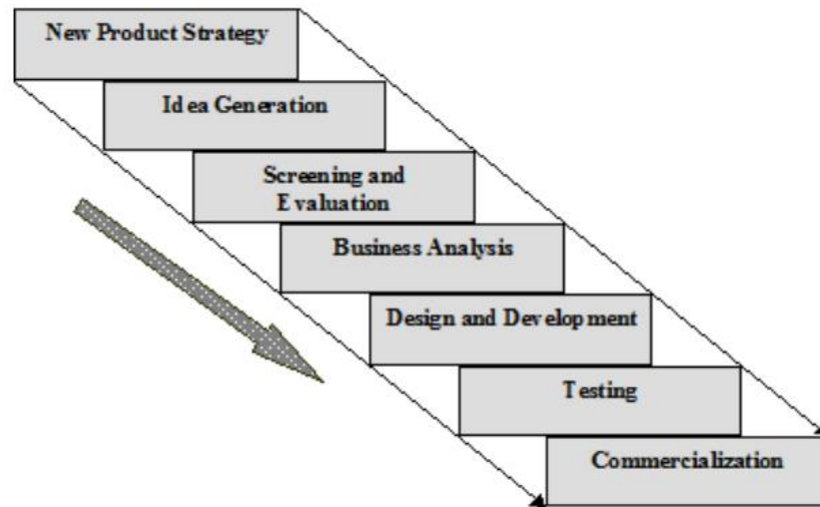 New Product Strategy
Idea Generation
Screening and
Evaluation
Business Analysis
Design and Development
Testing
Commercialization